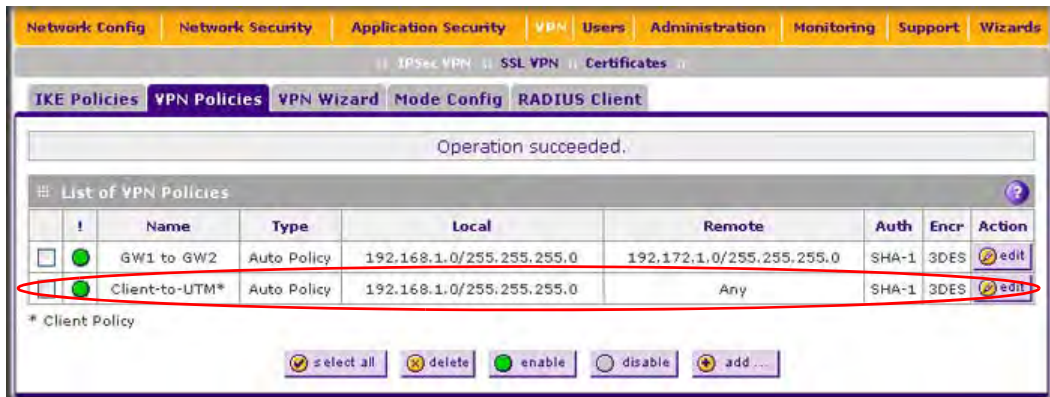 Network Config Network Security Application Security VPN Users Administration Monitoring Support Wizards
IPSec VPN SSL VPN Certificates
IKE Policies VPN Policies VPN Wizard Mode Config RADIUS Client
Operation succeeded.
List of VPN Policies ?
! Name Type Local Remote Auth Encr Action
GW1 to GW2 Auto Policy 192.168.1.0/255.255.255.0 192.172.1.0/255.255.255.0 SHA-1 3DES edit
Client-to-UTM* Auto Policy 192.168.1.0/255.255.255.0 Any SHA-1 3DES edit
* Client Policy
select all delete enable disable add ...